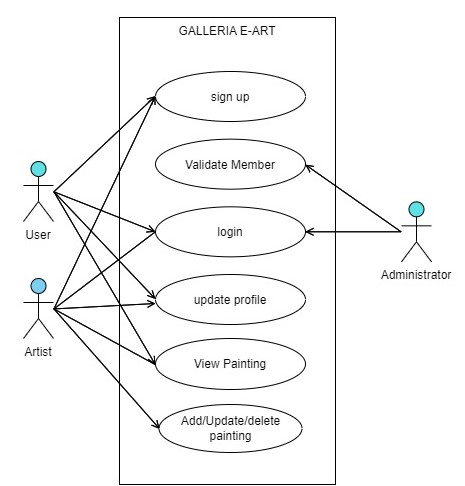 GALLERIA E-ART
sign up
Validate Member
login
User
Administrator
update profile
Artist
View Painting
Add/Update/delete
painting